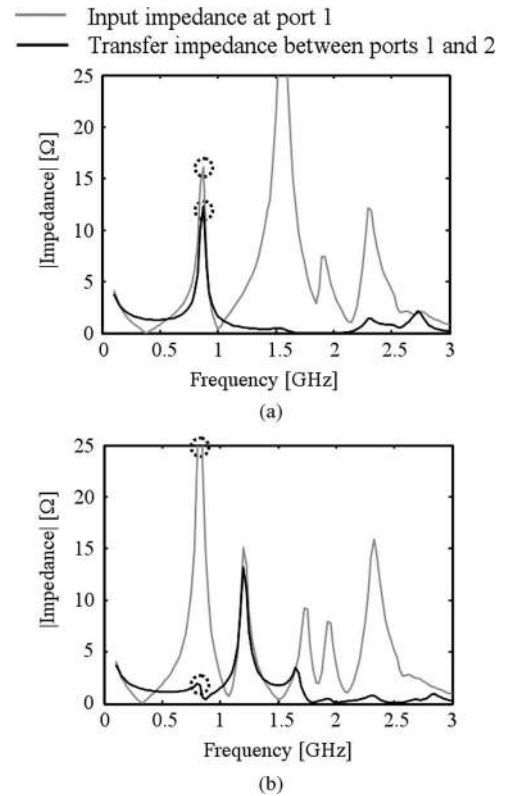 Input impedance at port 1
Transfer impedance between ports 1 and 2
25
20
15
10
5
0
|Impedance| [Ω]
0 0.5 1 1.5 2 2.5 3
Frequency [GHz]
(a)
25
20
15
10
5
0
|Impedance| [Ω]
0 0.5 1 1.5 2 2.5 3
Frequency [GHz]
(b)